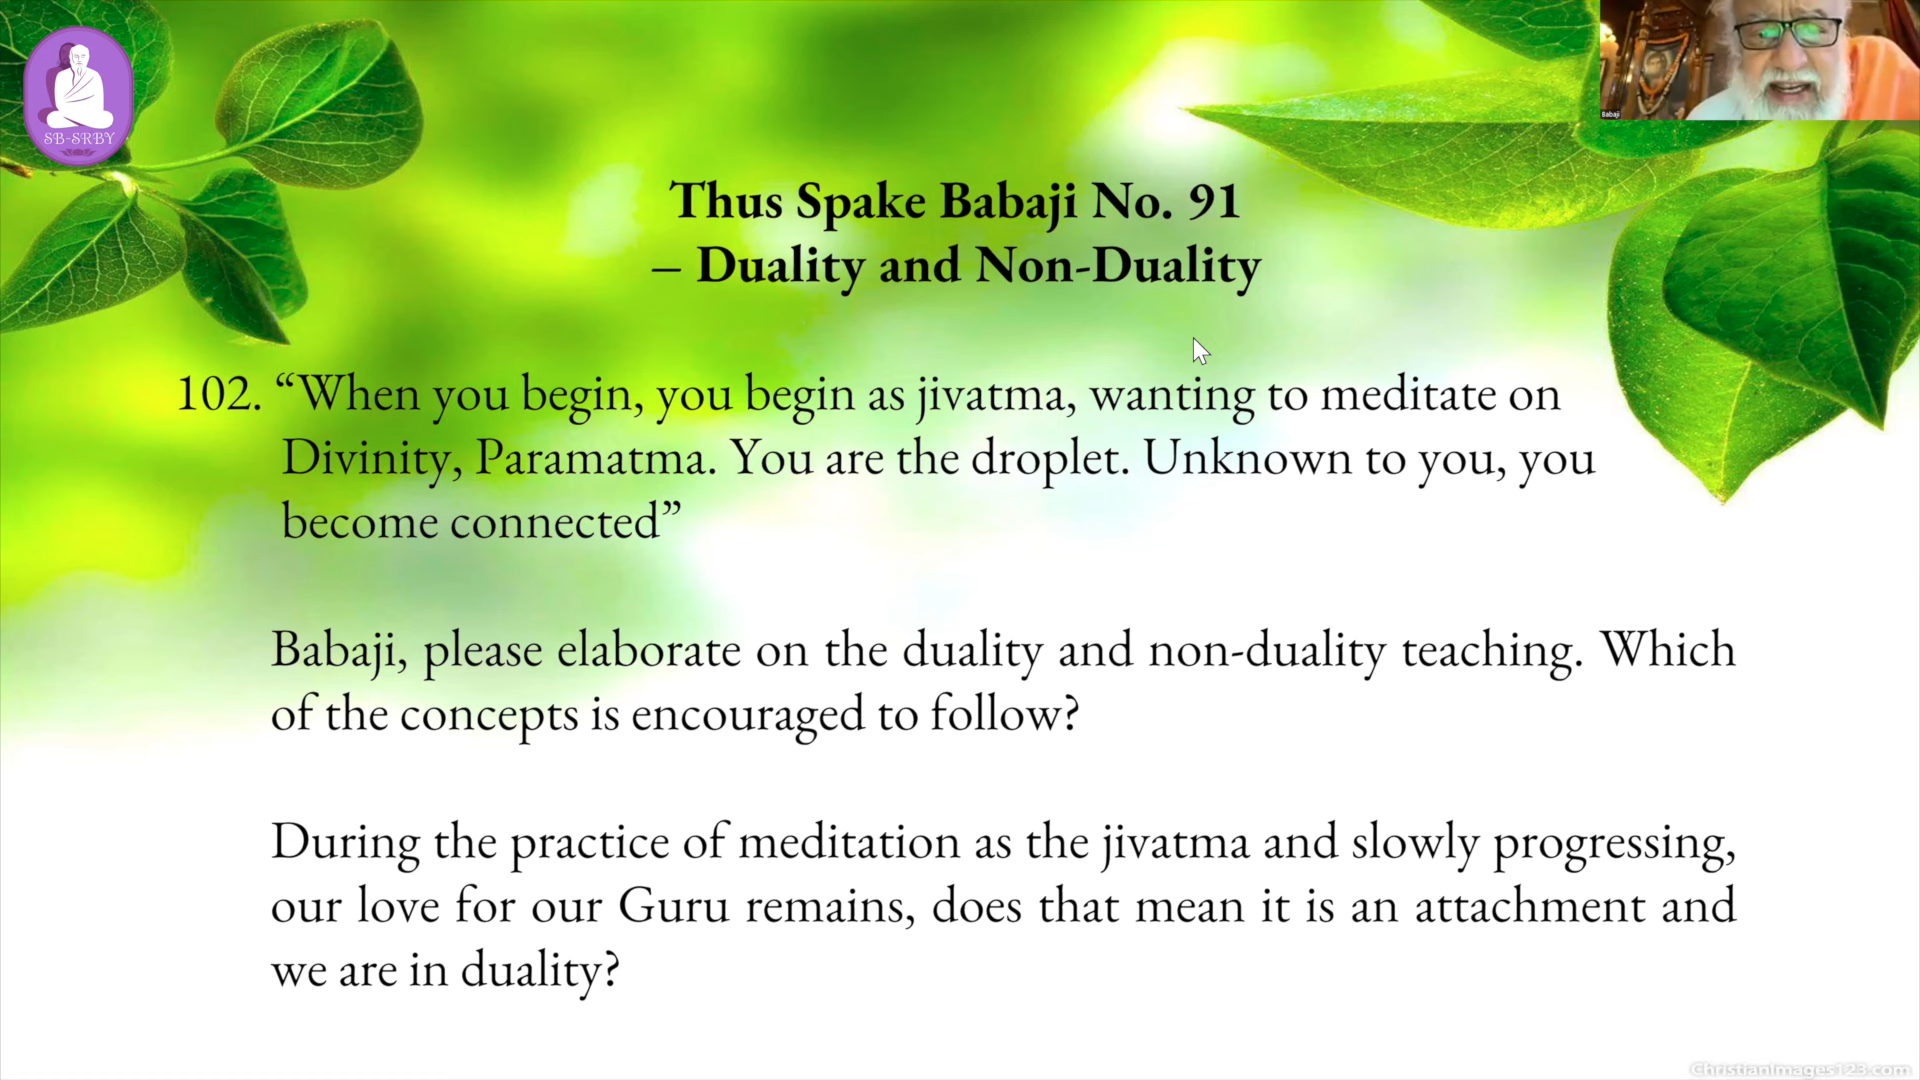 SB-SRBY
Babaji
Thus Spake Babaji No. 91
– Duality and Non-Duality
102. “When you begin, you begin as jivatma, wanting to meditate on
Divinity, Paramatma. You are the droplet. Unknown to you, you
become connected”
Babaji, please elaborate on the duality and non-duality teaching. Which
of the concepts is encouraged to follow?
During the practice of meditation as the jivatma and slowly progressing,
our love for our Guru remains, does that mean it is an attachment and
we are in duality?
ChristianImages123.com